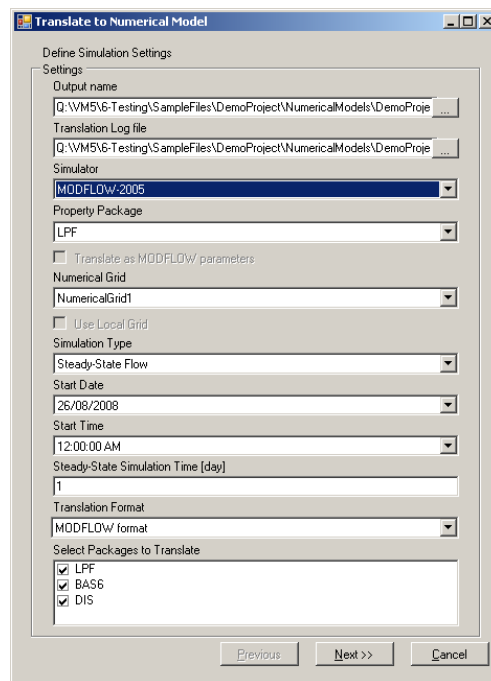 Translate to Numerical Model
Define Simulation Settings
Settings
Output name
Q:\VM5\6-Testing\SampleFiles\DemoProject\NumericalModels\DemoProje ...
Translation Log file
Q:\VM5\6-Testing\SampleFiles\DemoProject\NumericalModels\DemoProje ...
Simulator
MODFLOW-2005
Property Package
LPF
Translate as MODFLOW parameters
Numerical Grid
NumericalGrid1
Use Local Grid
Simulation Type
Steady-State Flow
Start Date
26/08/2008
Start Time
12:00:00 AM
Steady-State Simulation Time [day]
1
Translation Format
MODFLOW format
Select Packages to Translate
LPF
BAS6
DIS
Previous Next >> Cancel